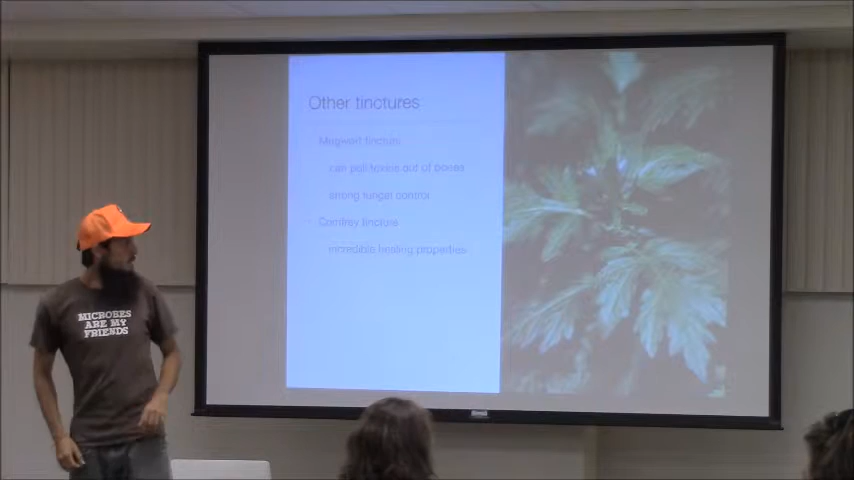 Other tinctures
Mugwort tincture
can pull toxins out of bones
strong fungal control
Comfrey tincture
incredible healing properties
MICROBES
ARE MY
FRIENDS